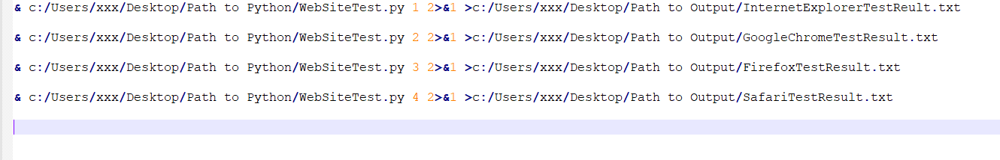 & c:/Users/xxx/Desktop/Path to Python/WebSiteTest.py 1 2>&1 >c:/Users/xxx/Desktop/Path to Output/InternetExplorerTestReult.txt
& c:/Users/xxx/Desktop/Path to Python/WebSiteTest.py 2 2>&1 >c:/Users/xxx/Desktop/Path to Output/GoogleChromeTestResult.txt
& c:/Users/xxx/Desktop/Path to Python/WebSiteTest.py 3 2>&1 >c:/Users/xxx/Desktop/Path to Output/FirefoxTestResult.txt
& c:/Users/xxx/Desktop/Path to Python/WebSiteTest.py 4 2>&1 >c:/Users/xxx/Desktop/Path to Output/SafariTestResult.txt